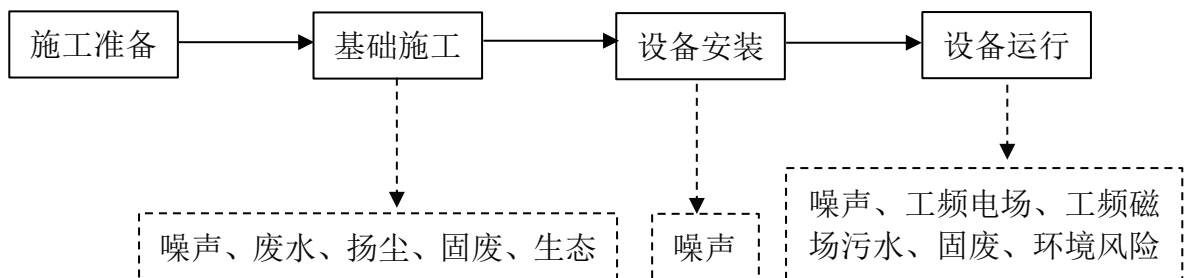 施工准备
基础施工
设备安装
设备运行
噪声、废水、扬尘、固废、生态
噪声
噪声、工频电场、工频磁
场污水、固废、环境风险